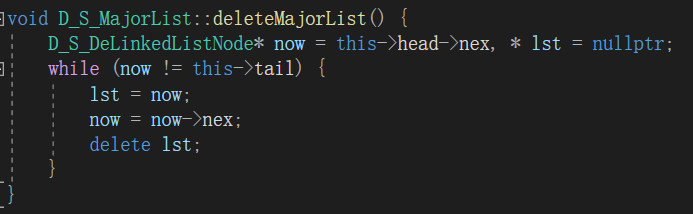 void D_S_MajorList::deleteMajorList() {
    D_S_DeLinkedListNode* now = this->head->nex, * lst = nullptr;
    while (now != this->tail) {
        lst = now;
        now = now->nex;
        delete lst;
    }
}